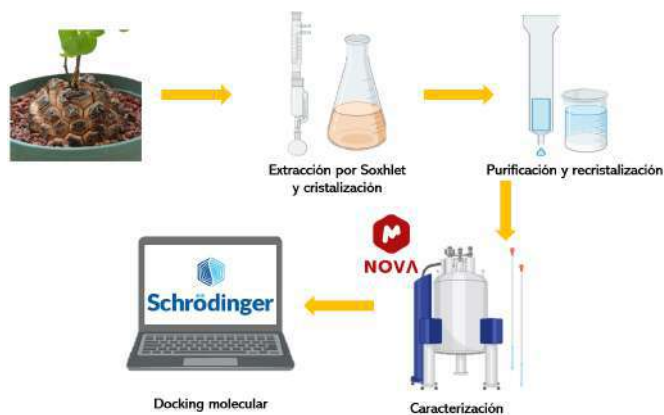 Extracción por Soxhlet
y cristalización
Purificación y recristalización
NOVA
Schrödinger
Docking molecular
Caracterización